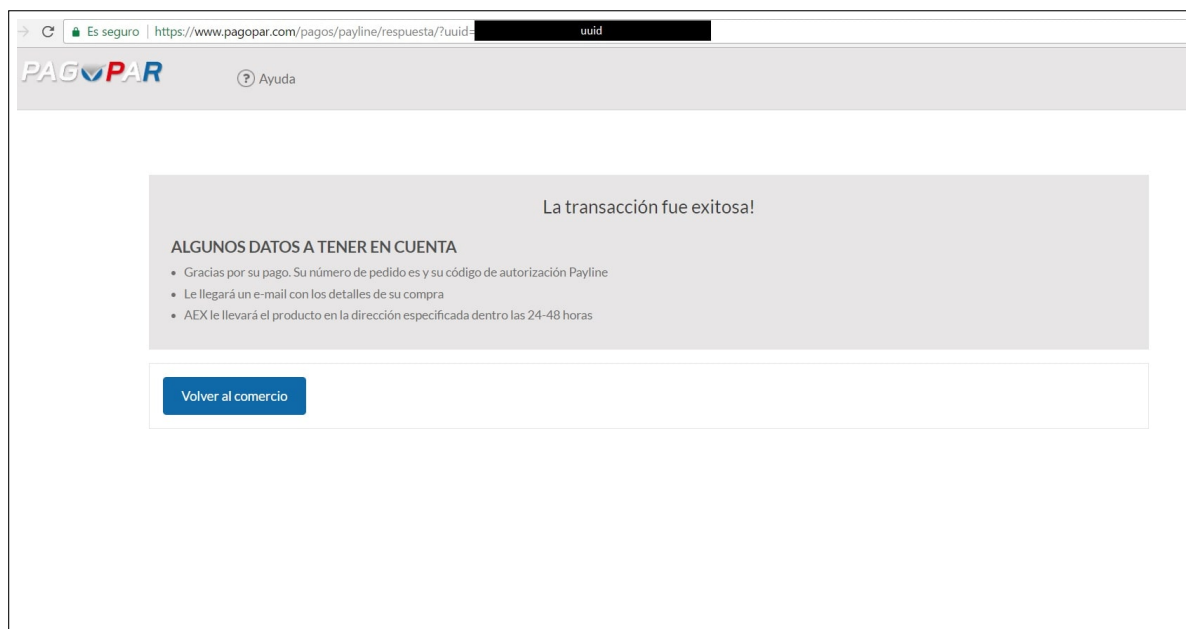 Es seguro | https://www.pagopar.com/pagos/payline/respuesta/?uuid= uuid
PAGOPAR ? Ayuda
La transacción fue exitosa!
ALGUNOS DATOS A TENER EN CUENTA
• Gracias por su pago. Su número de pedido es y su código de autorización Payline
• Le llegará un e-mail con los detalles de su compra
• AEX le llevará el producto en la dirección especificada dentro las 24-48 horas
Volver al comercio